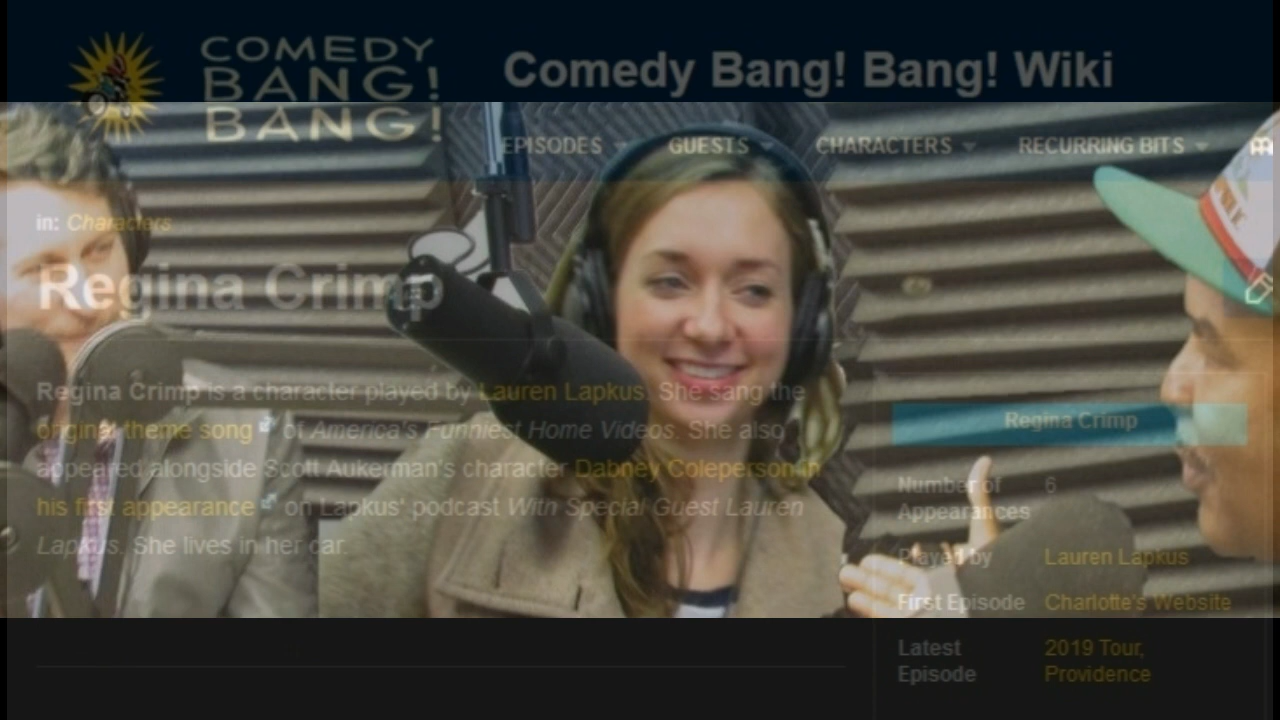 COMEDY
BANG!
BANG!
Comedy Bang! Bang! Wiki
EPISODES
GUESTS
CHARACTERS
RECURRING BITS
in: Characters
Regina Crimp
Regina Crimp is a character played by Lauren Lapkus. She sang the
original theme song of America's Funniest Home Videos. She also
appeared alongside Scott Aukerman's character Dabney Coleperson in
his first appearance on Lapkus' podcast With Special Guest Lauren
Lapkus. She lives in her car.
Regina Crimp
Number of Appearances 6
Played by Lauren Lapkus
First Episode Charlotte's Website
Latest Episode 2019 Tour, Providence